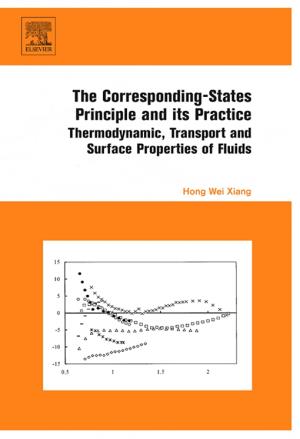 ELSEVIER
The Corresponding-States
Principle and its Practice
Thermodynamic, Transport and
Surface Properties of Fluids
Hong Wei Xiang
15
10
5
0
-5
-10
-15
0.5
1
1.5
2